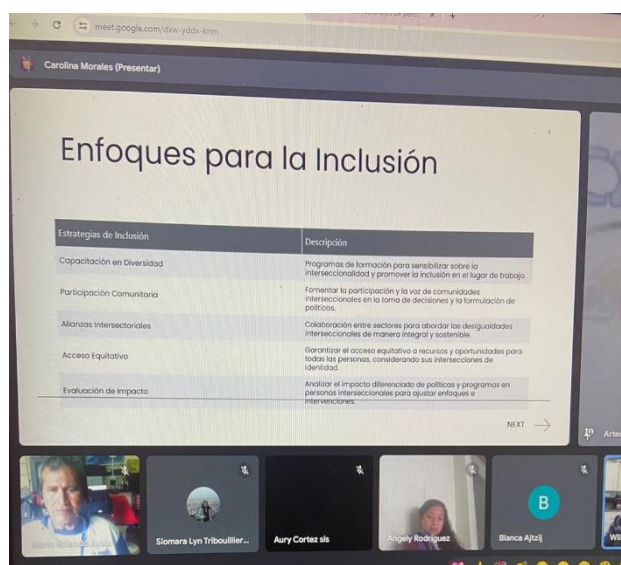 meet.google.com/dxw-yddx-knm
Carolina Morales (Presentar)
Enfoques para la Inclusión
Estrategias de Inclusión
Descripción
Capacitación en Diversidad
Programas de formación para sensibilizar sobre la
interseccionalidad y promover la inclusión en el lugar de trabajo.
Participación Comunitaria
Fomentar la participación y la voz de comunidades
interseccionales en la toma de decisiones y la formulación de
políticas.
Alianzas Intersectoriales
Colaboración entre sectores para abordar las desigualdades
interseccionales de manera integral y sostenible.
Acceso Equitativo
Garantizar el acceso equitativo a recursos y oportunidades para
todas las personas, considerando sus intersecciones de
identidad.
Evaluación de Impacto
Analizar el impacto diferenciado de políticas y programas en
personas interseccionales para ajustar enfoques e
intervenciones.
NEXT
Siomara Lyn Tribouillier...
Aury Cortez sis
Angely Rodriguez
B
Blanca Ajtzij